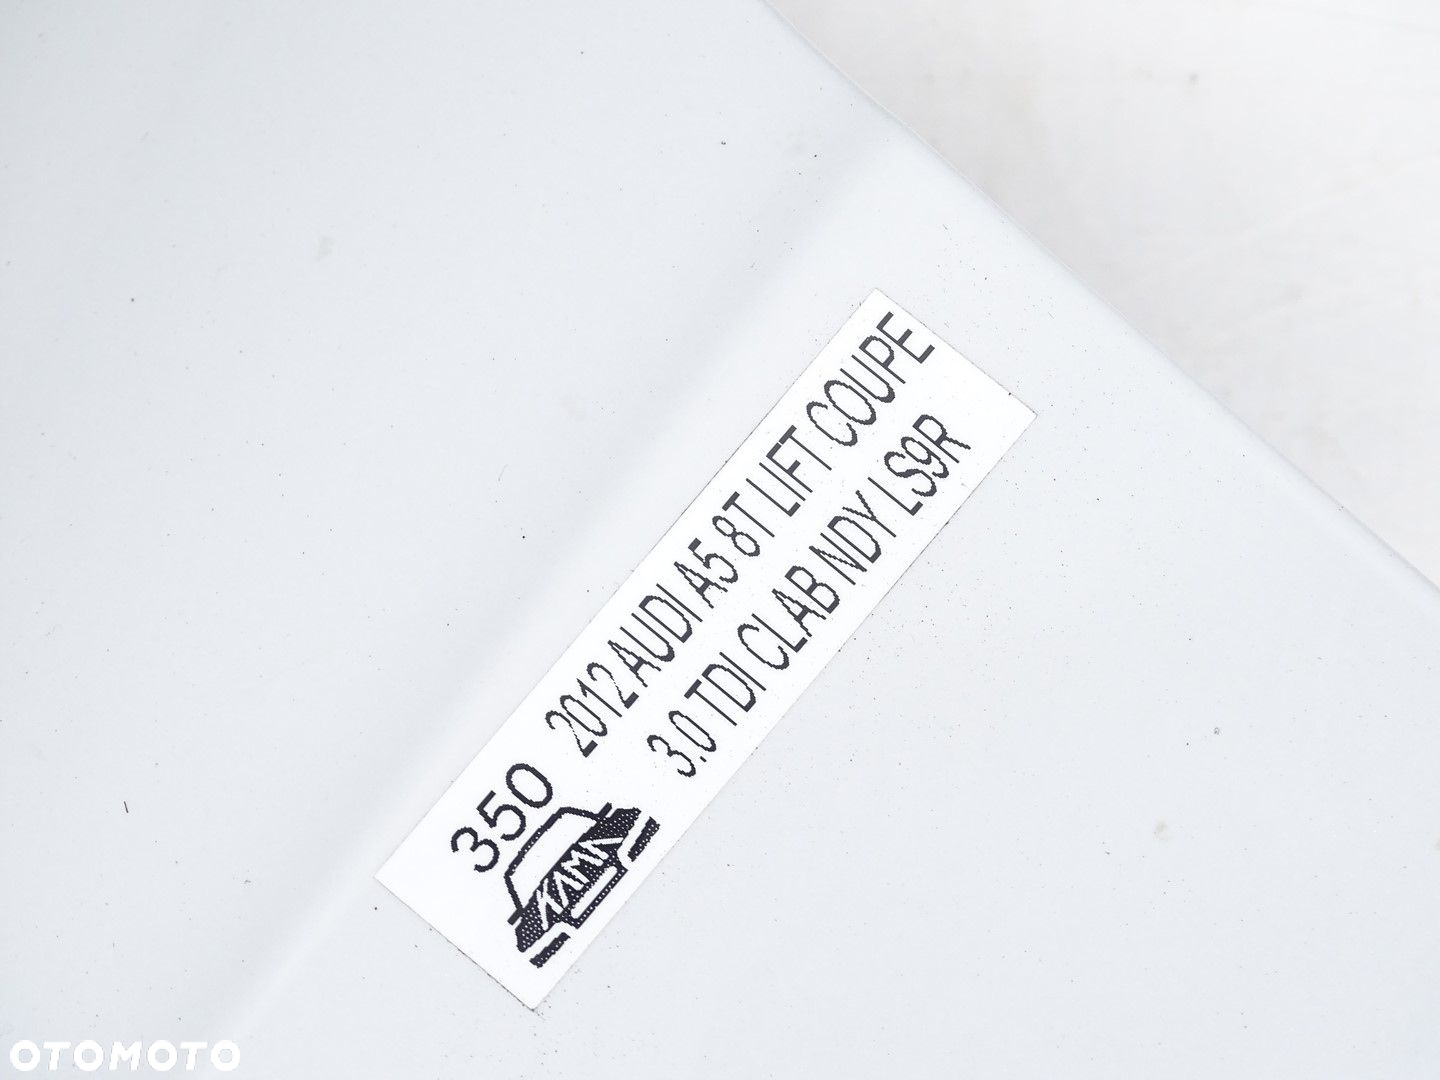 350
2012 AUDI A5 8T LIFT COUPE
3.0 TDI CLAB NDY LS9R
KAMA
OTOMOTO